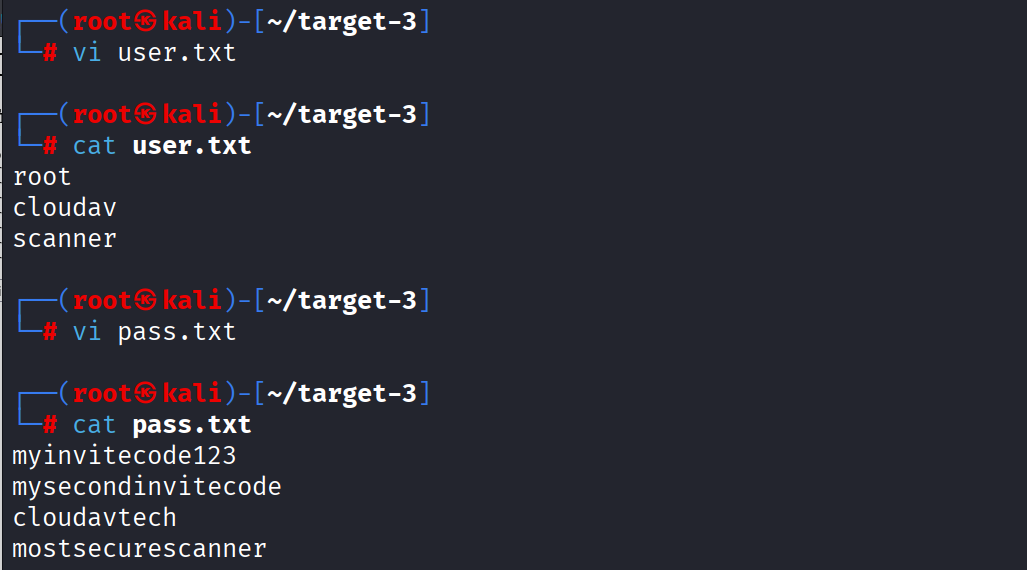 ┌──(root㉿kali)-[~/target-3]
└─# vi user.txt
┌──(root㉿kali)-[~/target-3]
└─# cat user.txt
root
cloudav
scanner
┌──(root㉿kali)-[~/target-3]
└─# vi pass.txt
┌──(root㉿kali)-[~/target-3]
└─# cat pass.txt
myinvitecode123
mysecondinvitecode
cloudavtech
mostsecurescanner